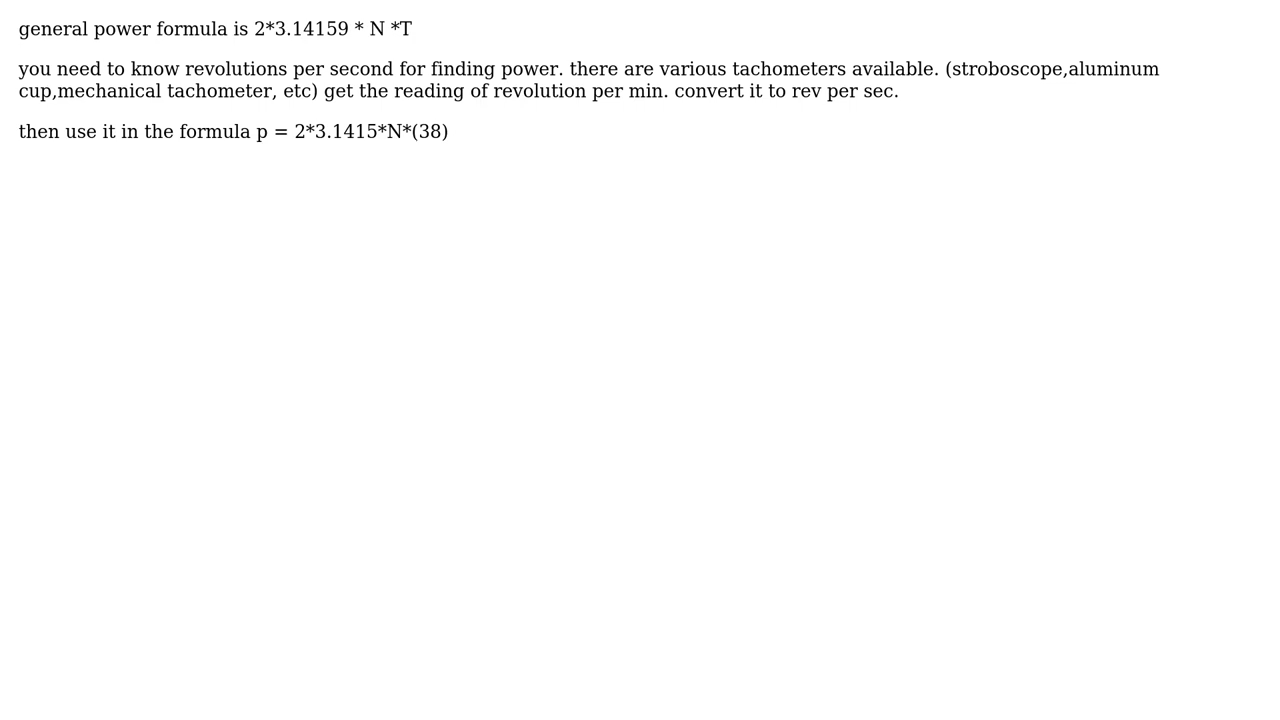 general power formula is 2*3.14159 * N *T
you need to know revolutions per second for finding power. there are various tachometers available. (stroboscope,aluminum
cup,mechanical tachometer, etc) get the reading of revolution per min. convert it to rev per sec.
then use it in the formula p = 2*3.1415*N*(38)